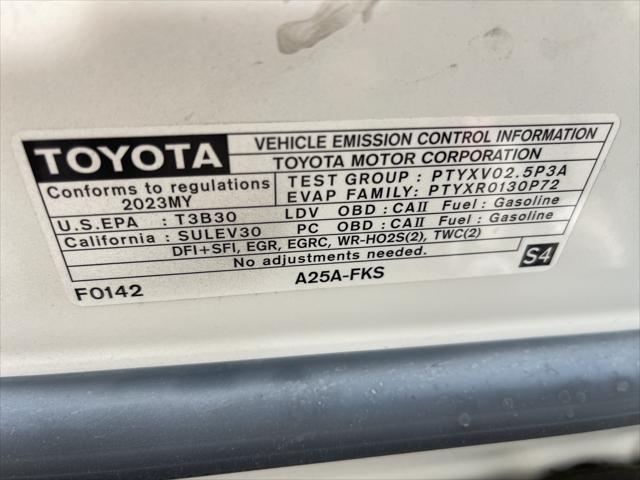 TOYOTA
VEHICLE EMISSION CONTROL INFORMATION
TOYOTA MOTOR CORPORATION
Conforms to regulations
2023MY
TEST GROUP : PTYXV02.5P3A
EVAP FAMILY: PTYXR0130P72
U.S.EPA : T3B30 LDV OBD : CAII Fuel : Gasoline
California : SULEV30 PC OBD : CAII Fuel : Gasoline
DFI+SFI, EGR, EGRC, WR-HO2S(2), TWC(2)
No adjustments needed.
S4
F0142 A25A-FKS